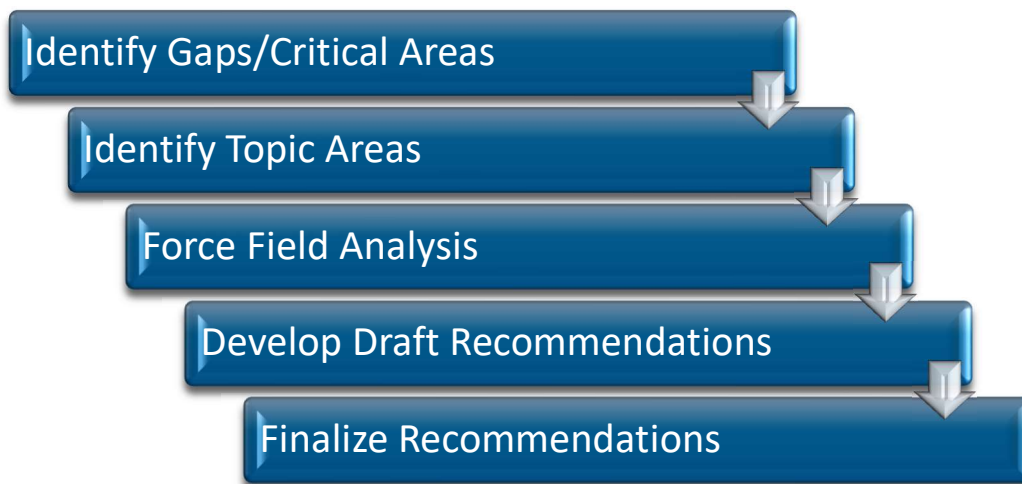 Identify Gaps/Critical Areas
Identify Topic Areas
Force Field Analysis
Develop Draft Recommendations
Finalize Recommendations